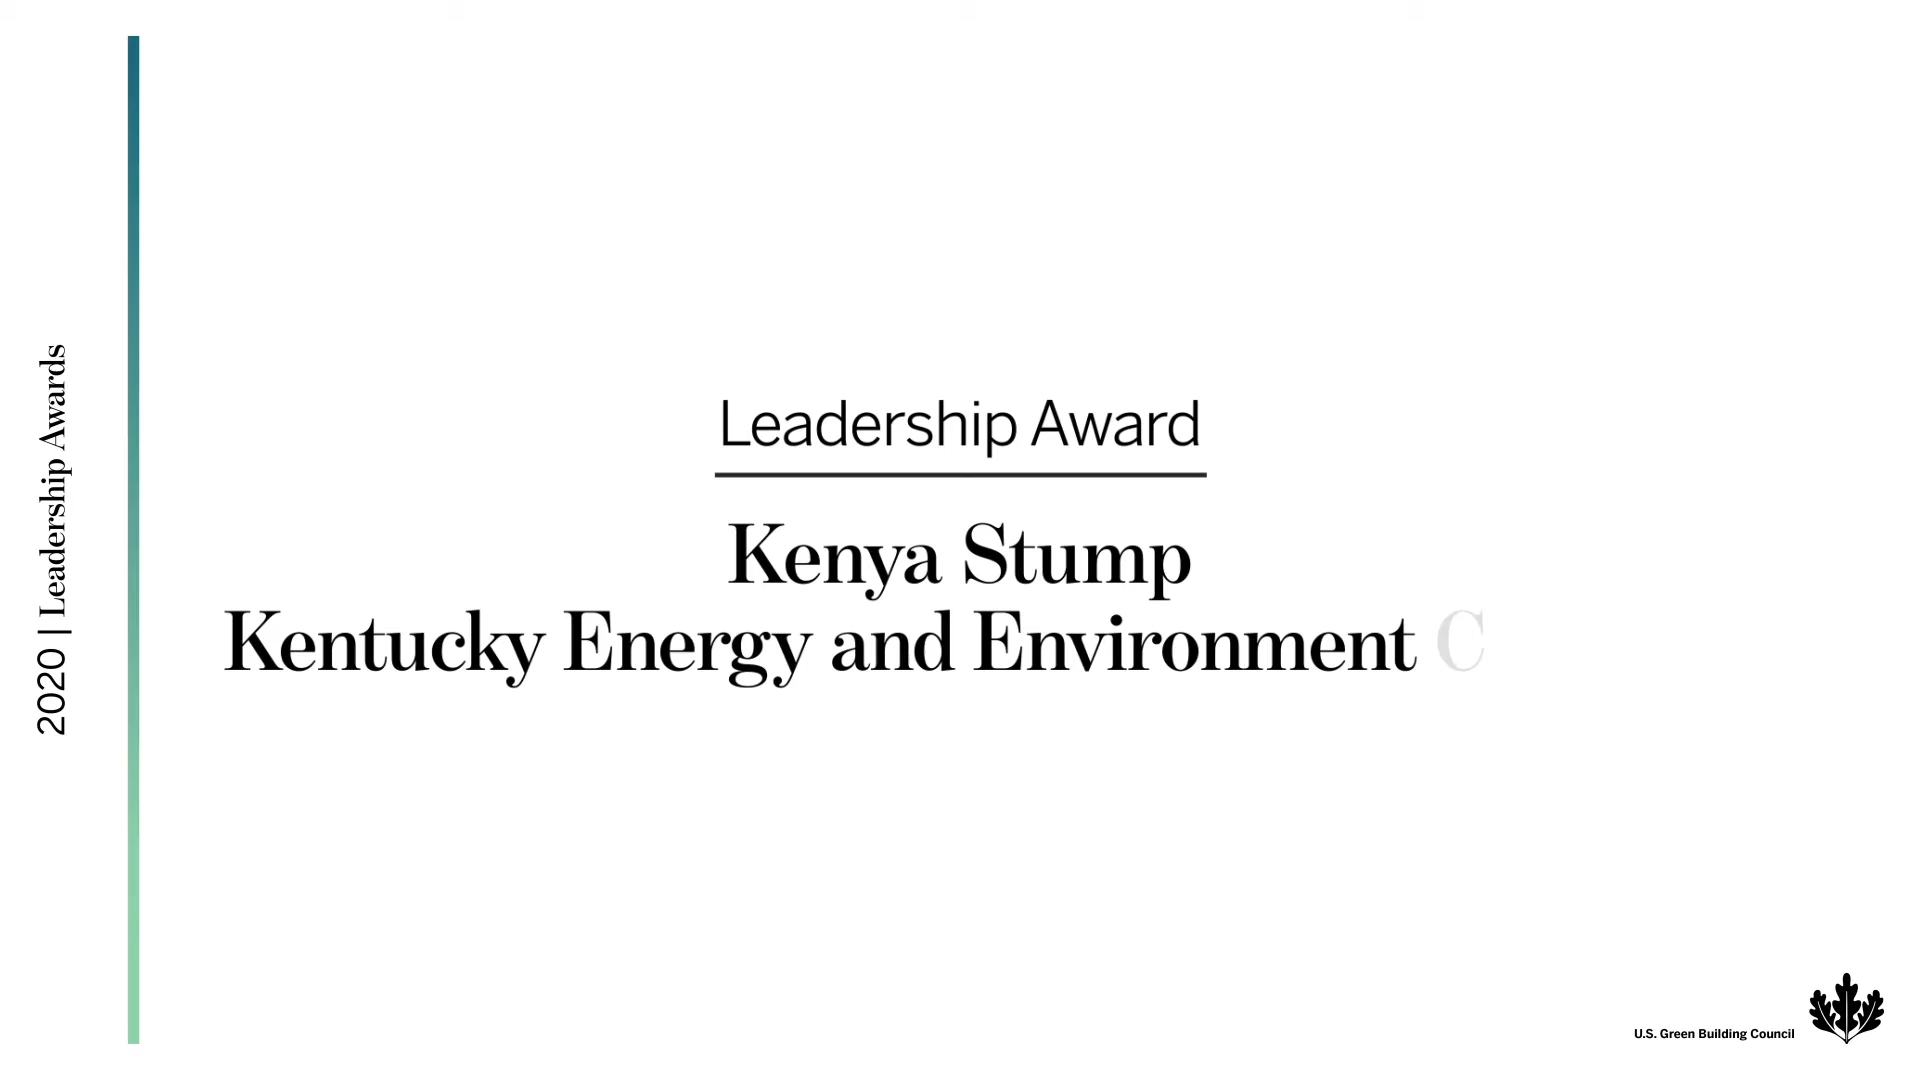 2020 | Leadership Awards
Leadership Award
Kenya Stump
Kentucky Energy and Environment C
U.S. Green Building Council